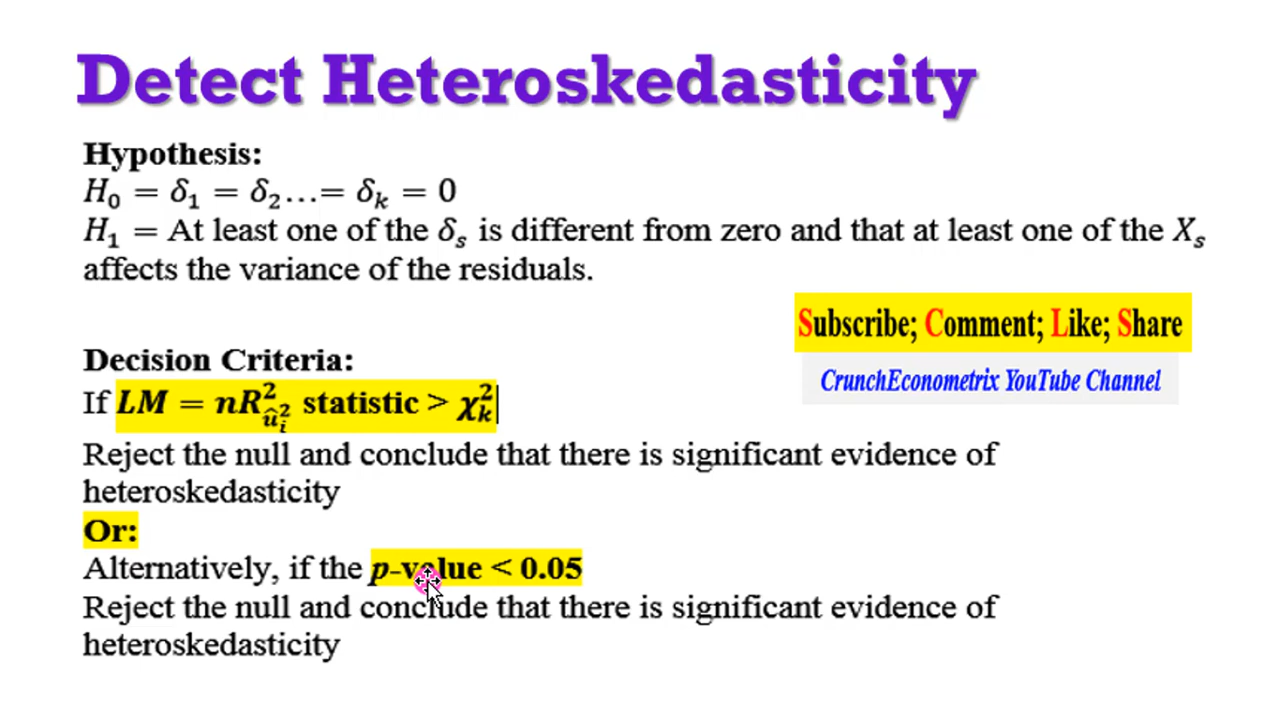 Detect Heteroskedasticity
Hypothesis:
H₀ = δ₁ = δ₂…= δₖ = 0
H₁ = At least one of the δₛ is different from zero and that at least one of the Xₛ
affects the variance of the residuals.
Subscribe; Comment; Like; Share
CrunchEconometrix YouTube Channel
Decision Criteria:
If LM = nR²_{û²ᵢ} statistic > χ²ₖ
Reject the null and conclude that there is significant evidence of
heteroskedasticity
Or:
Alternatively, if the p-value < 0.05
Reject the null and conclude that there is significant evidence of
heteroskedasticity